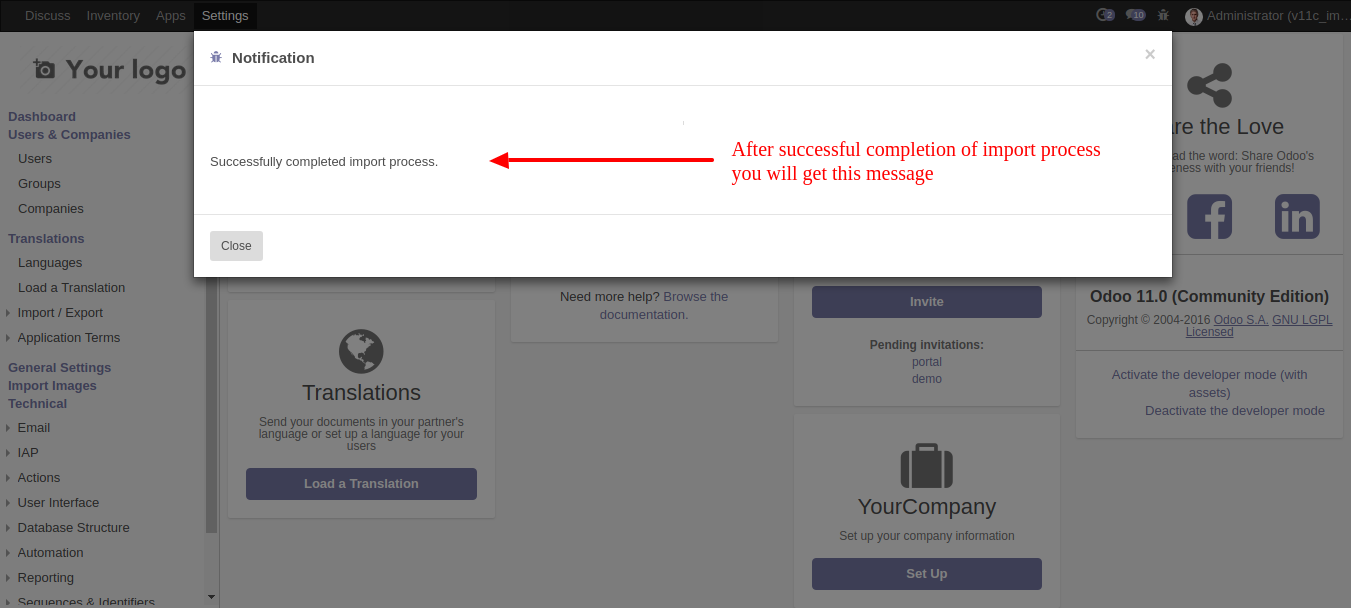 Discuss Inventory Apps Settings 2 10 Administrator (v11c_im...
Your logo
Dashboard
Users & Companies
Users
Groups
Companies
Translations
Languages
Load a Translation
Import / Export
Application Terms
General Settings
Import Images
Technical
Email
IAP
Actions
User Interface
Database Structure
Automation
Reporting
Sequences & Identifiers
Notification ×
Successfully completed import process.
After successful completion of import process
you will get this message
Close
Translations
Send your documents in your partner's
language or set up a language for your
users
Load a Translation
Need more help? Browse the
documentation.
Invite
Pending invitations:
portal
demo
YourCompany
Set up your company information
Set Up
re the Love
ad the word: Share Odoo's
eness with your friends!
Odoo 11.0 (Community Edition)
Copyright © 2004-2016 Odoo S.A. GNU LGPL
Licensed
Activate the developer mode (with
assets)
Deactivate the developer mode